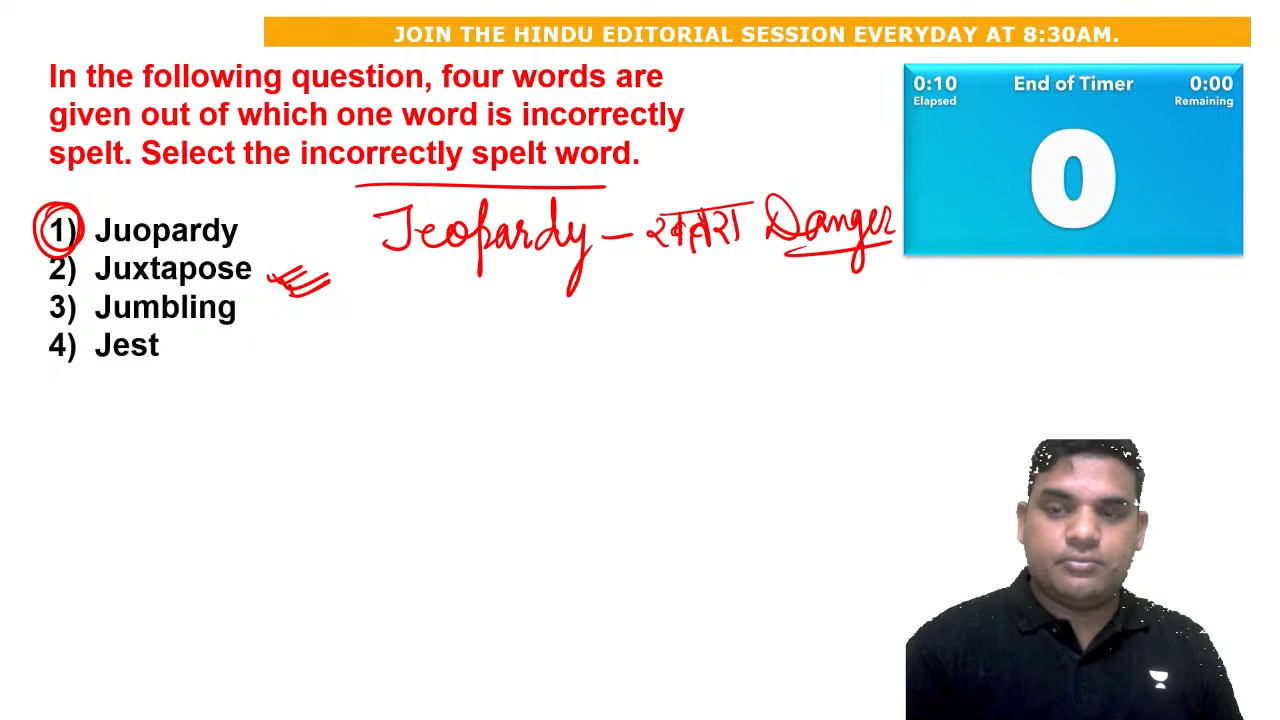 JOIN THE HINDU EDITORIAL SESSION EVERYDAY AT 8:30AM.
In the following question, four words are
given out of which one word is incorrectly
spelt. Select the incorrectly spelt word.
0:10 End of Timer 0:00
Elapsed Remaining
0
1) Juopardy
Jeopardy – खतरा Danger
2) Juxtapose
3) Jumbling
4) Jest